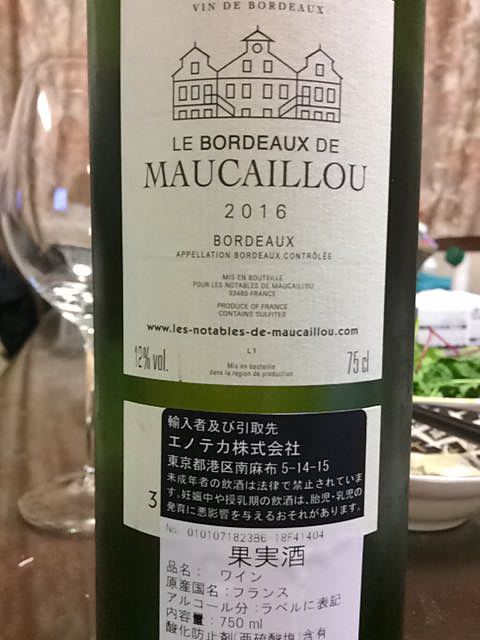 VIN DE BORDEAUX
LE BORDEAUX DE
MAUCAILLOU
2016
BORDEAUX
APPELLATION BORDEAUX CONTRÔLÉE
MIS EN BOUTEILLE
POUR LES NOTABLES DE MAUCAILLOU
33480 FRANCE
PRODUCE OF FRANCE
CONTAINS SULFITES
www.les-notables-de-maucaillou.com
L1
12% vol.
Mis en bouteille
dans la région de production
75 cl
輸入者及び引取先
エノテカ株式会社
東京都港区南麻布 5-14-15
未成年者の飲酒は法律で禁止されていま
す。妊娠中や授乳期の飲酒は、胎児・乳児の
発育に悪影響を与えるおそれがあります。
3
No. 0101071823B6 18F41404
果実酒
品名: ワイン
原産国名:フランス
アルコール分:ラベルに表記
内容量:750 ml
酸化防止剤(亜硫酸塩)含有